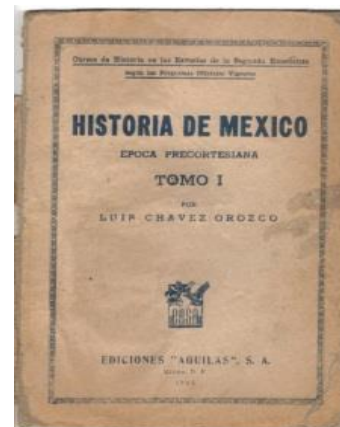 Curso de Historia en las Escuelas de la Segunda Enseñanza
Según los Programas Oficiales Vigentes
HISTORIA DE MEXICO
EPOCA PRECORTESIANA
TOMO I
POR
LUIS CHAVEZ OROZCO
EDICIONES "AGUILAS", S. A.